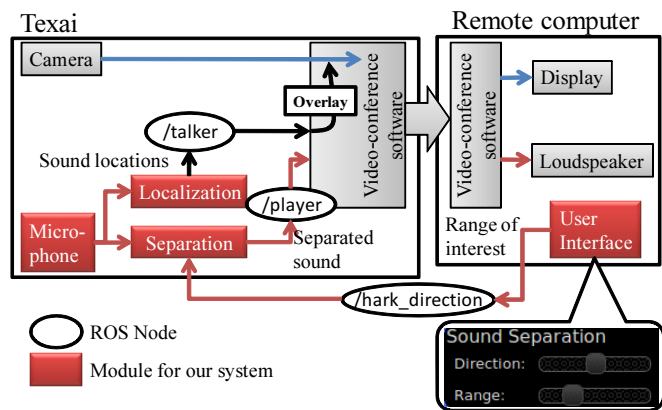 Texai
Remote computer
Camera
Overlay
Video-conference
software
Video-conference
software
Display
/talker
Sound locations
Localization
/player
Loudspeaker
Micro-
phone
Separation
Separated
sound
Range of
interest
User
Interface
/hark_direction
ROS Node
Module for our system
Sound Separation
Direction:
Range: